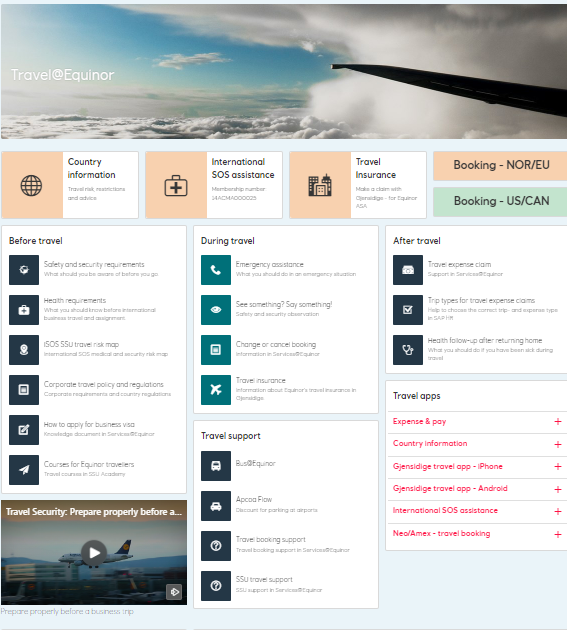 Travel@Equinor
Country
information
Travel risk, restrictions
and advice
International
SOS assistance
Membership number
14ACMA000025
Travel
Insurance
Make a claim with
Gjensidige - for Equinor
ASA
Booking - NOR/EU
Booking - US/CAN
Before travel
Safety and security requirements
What should you be aware of before you go
Health requirements
What you should know before international
business travel and assignment
ISOS SSU travel risk map
International SOS medical and security risk map
Corporate travel policy and regulations
Corporate requirements and country regulations
How to apply for business visa
Knowledge document in Services@Equinor
Courses for Equinor travellers
Travel courses in SSU Academy
Travel Security: Prepare properly before a...
Prepare properly before a business trip
During travel
Emergency assistance
What you should do in an emergency situation
See something? Say something!
Safety and security observation
Change or cancel booking
Information in Services@Equinor
Travel insurance
Information about Equinor's travel insurance in
Gjensidige
Travel support
Bus@Equinor
Apcoa Flow
Discount for parking at airports
Travel booking support
Travel booking support in Services@Equinor
SSU travel support
SSU support in Services@Equinor
After travel
Travel expense claim
Support in Services@Equinor
Trip types for travel expense claims
Help to choose the correct trip - and expense type
in SAP
Health follow-up after returning home
What you should do if you have been sick during
travel
Travel apps
Expense & pay
Country information
Gjensidige travel app - iPhone
Gjensidige travel app - Android
International SOS assistance
Neo/Amex - travel booking